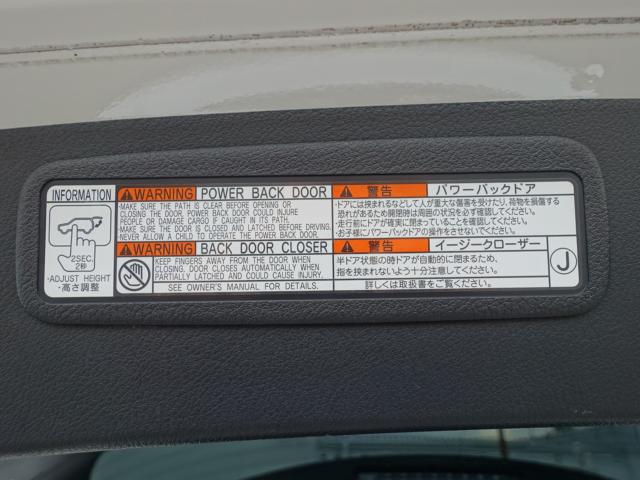 INFORMATION
2SEC.
2秒
・ADJUST HEIGHT
・高さ調整
WARNING POWER BACK DOOR
・MAKE SURE THE PATH IS CLEAR BEFORE OPENING OR
CLOSING THE DOOR, POWER BACK DOOR COULD INJURE
PEOPLE OR DAMAGE CARGO IF CAUGHT IN ITS PATH.
・MAKE SURE THE DOOR IS CLOSED AND LATCHED BEFORE DRIVING.
・NEVER ALLOW A CHILD TO OPERATE THE POWER BACK DOOR.
WARNING BACK DOOR CLOSER
KEEP FINGERS AWAY FROM THE DOOR WHEN
CLOSING. DOOR CLOSES AUTOMATICALLY WHEN
PARTIALLY LATCHED AND COULD CAUSE INJURY.
SEE OWNER'S MANUAL FOR DETAILS.
警告 パワーバックドア
・ドアには挟まれるなどして人が重大な傷害を受けたり,荷物を損傷する
恐れがあるため開閉時は周囲の状況を必ず確認してください。
・走行前にドアが確実に閉まっていることを確認してください。
・お子様にパワーバックドアの操作をさせないでください。
警告 イージークローザー
半ドア状態の時ドアが自動的に閉まるため,
指を挟まれないよう十分注意してください。
詳しくは取扱書をご覧ください。
J